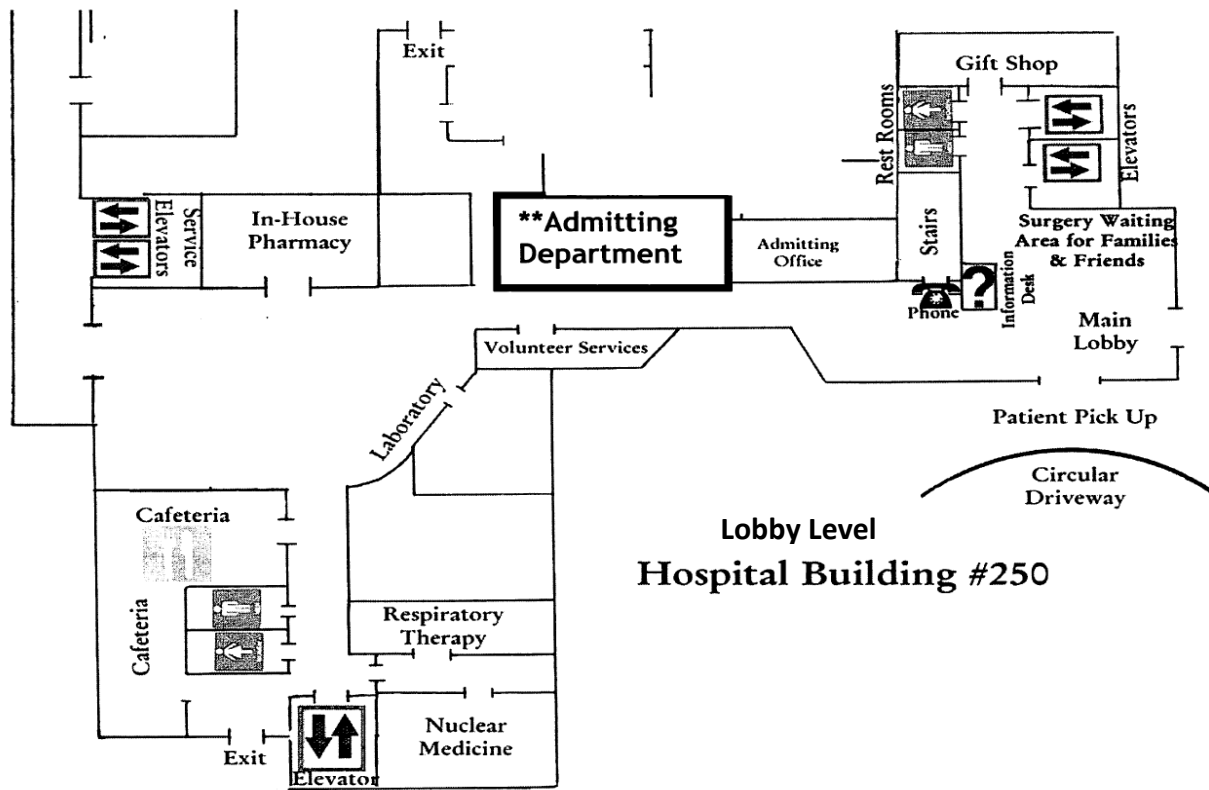 Exit
Gift Shop
Rest Rooms
Elevators
Service
Elevators
In-House
Pharmacy
**Admitting
Department
Admitting
Office
Stairs
Surgery Waiting
Area for Families
& Friends
Phone
?
Information
Desk
Main
Lobby
Volunteer Services
Laboratory
Patient Pick Up
Circular
Driveway
Cafeteria
Lobby Level
Hospital Building #250
Cafeteria
Respiratory
Therapy
Nuclear
Medicine
Exit
Elevator